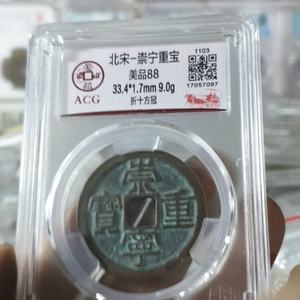 北宋-崇宁重宝
美品88
33.4*1.7mm 9.0g
折十方冠
ACG
1103
17057097
崇
寧
重
寶